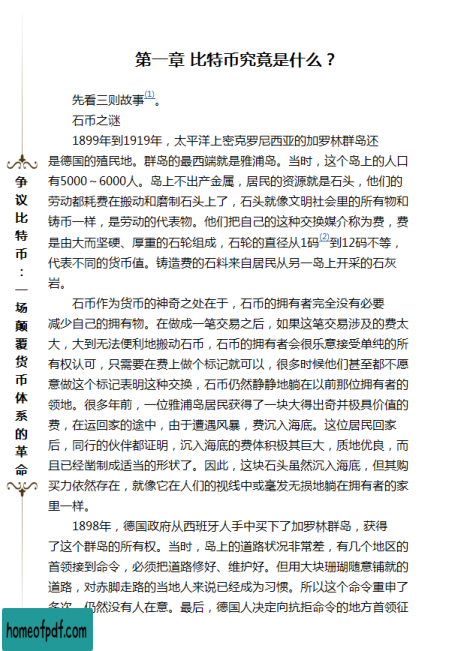 第一章 比特币究竟是什么？
先看三则故事(1)。
石币之谜
1899年到1919年，太平洋上密克罗尼西亚的加罗林群岛还
是德国的殖民地。群岛的最西端就是雅浦岛。当时，这个岛上的人口
有5000～6000人。岛上不出产金属，居民的资源就是石头，他们的
劳动都耗费在搬动和磨制石头上了，石头就像文明社会里的所有物和
铸币一样，是劳动的代表物。他们把自己的这种交换媒介称为费，费
是由大而坚硬、厚重的石轮组成，石轮的直径从1码(2)到12码不等，
代表不同的货币值。铸造费的石料来自居民从另一岛上开采的石灰
岩。
石币作为货币的神奇之处在于，石币的拥有者完全没有必要
减少自己的拥有物。在做成一笔交易之后，如果这笔交易涉及的费太
大，大到无法便利地搬动石币，石币的拥有者会很乐意接受单纯的所
有权认可，只需要在费上做个标记就可以，很多时候他们甚至都不愿
意做这个标记表明这种交换，石币仍然静静地躺在以前那位拥有者的
领地。很多年前，一位雅浦岛居民获得了一块大得出奇并极具价值的
费，在运回家的途中，由于遭遇风暴，费沉入海底。这位居民回家
后，同行的伙伴都证明，沉入海底的费体积极其巨大，质地优良，而
且已经凿制成适当的形状了。因此，这块石头虽然沉入海底，但其购
买力依然存在，就像它在人们的视线中或毫发无损地躺在拥有者的家
里一样。
1898年，德国政府从西班牙人手中买下了加罗林群岛，获得
了这个群岛的所有权。当时，岛上的道路状况非常差，有几个地区的
首领接到命令，必须把道路修好、维护好。但用大块珊瑚随意铺就的
道路，对赤脚走路的当地人来说已经成为习惯。所以这个命令重申了
多次，仍然没有人在意。最后，德国人决定向抗拒命令的地方首领征
争议比特币：一场颠覆货币体系的革命
homeofpdf.com